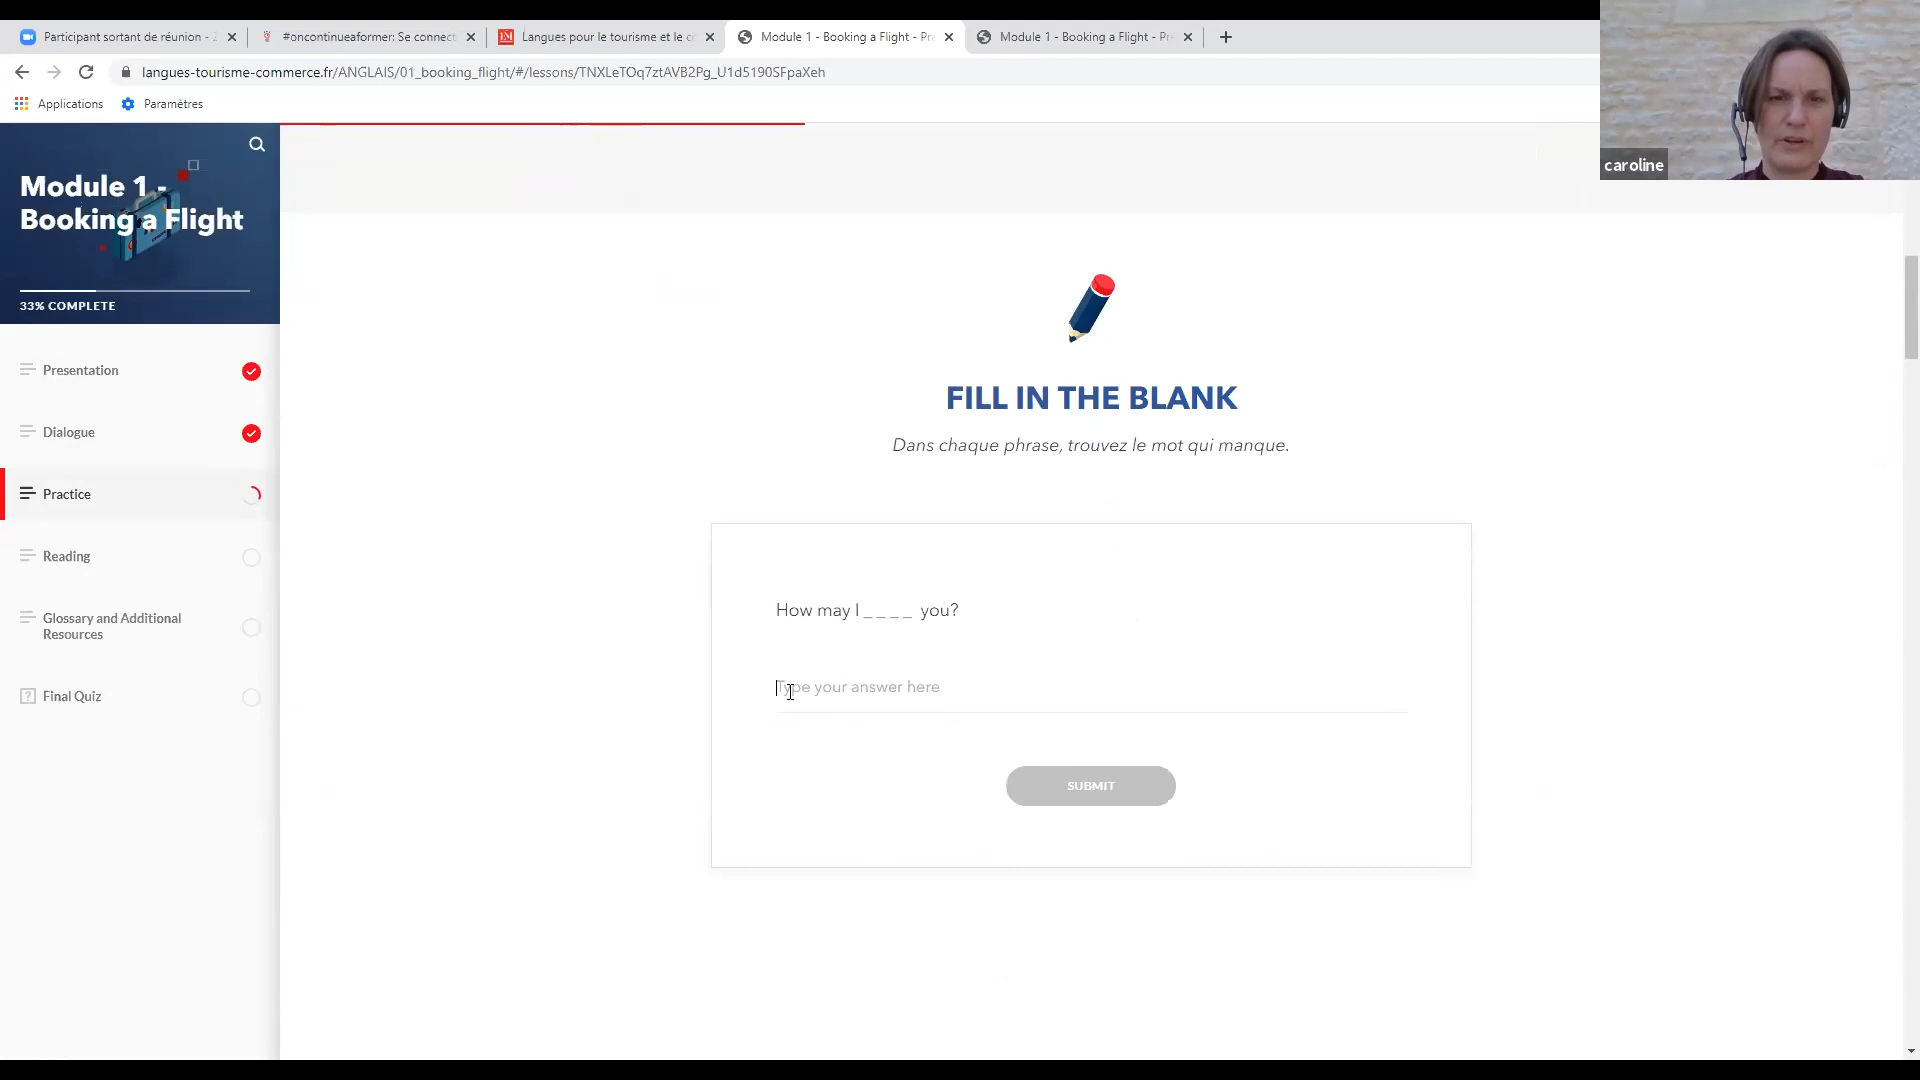 Participant sortant de réunion - Z
#oncontinueaformer: Se connect
Langues pour le tourisme et le c
Module 1 - Booking a Flight - Pra
Module 1 - Booking a Flight - Pr
langues-tourisme-commerce.fr/ANGLAIS/01_booking_flight/#/lessons/TNXLeTOq7ztAVB2Pg_U1d5190SFpaXeh
Applications
Paramètres
caroline
Module 1 -
Booking a Flight
33% COMPLETE
Presentation
Dialogue
Practice
Reading
Glossary and Additional
Resources
Final Quiz
FILL IN THE BLANK
Dans chaque phrase, trouvez le mot qui manque.
How may I _ _ _ _ you?
Type your answer here
SUBMIT